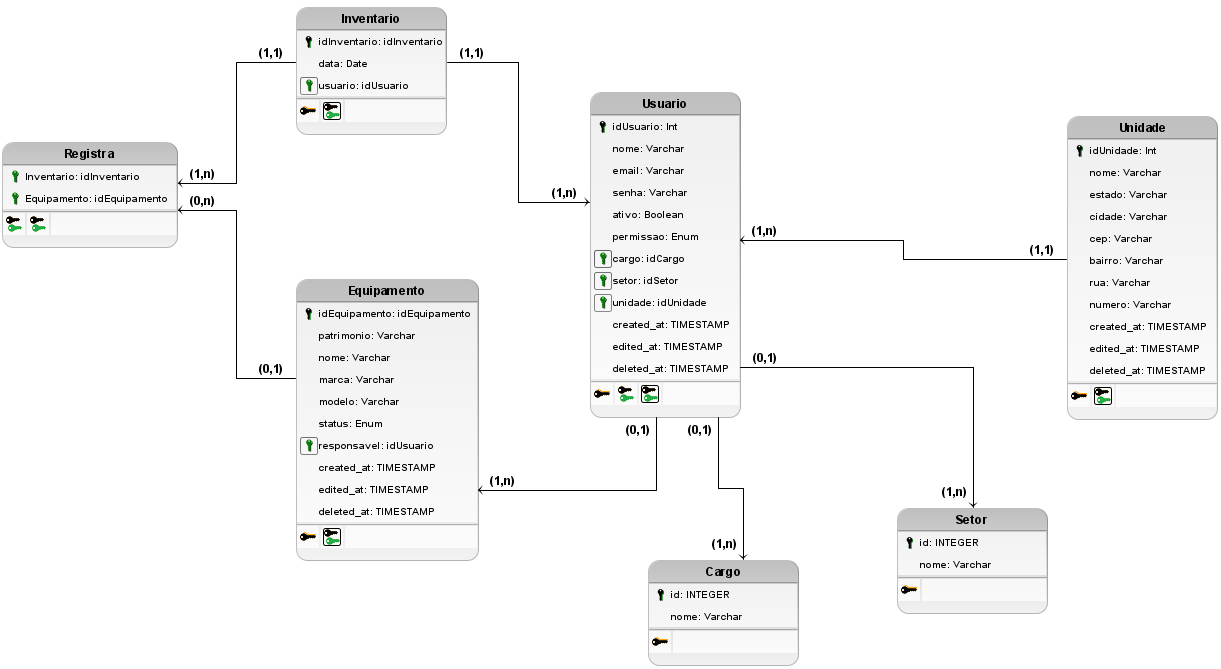 Inventario
idInventario: idInventario
data: Date
usuario: idUsuario
(1,1)
(1,1)
Registra
Inventario: idInventario
Equipamento: idEquipamento
(1,n)
(0,n)
(0,1)
Equipamento
idEquipamento: idEquipamento
patrimonio: Varchar
nome: Varchar
marca: Varchar
modelo: Varchar
status: Enum
responsavel: idUsuario
created_at: TIMESTAMP
edited_at: TIMESTAMP
deleted_at: TIMESTAMP
(1,n)
(1,n)
Usuario
idUsuario: Int
nome: Varchar
email: Varchar
senha: Varchar
ativo: Boolean
permissao: Enum
cargo: idCargo
setor: idSetor
unidade: idUnidade
created_at: TIMESTAMP
edited_at: TIMESTAMP
deleted_at: TIMESTAMP
(0,1)
(0,1)
(1,n)
(0,1)
(1,1)
Unidade
idUnidade: Int
nome: Varchar
estado: Varchar
cidade: Varchar
cep: Varchar
bairro: Varchar
rua: Varchar
numero: Varchar
created_at: TIMESTAMP
edited_at: TIMESTAMP
deleted_at: TIMESTAMP
(1,n)
Setor
id: INTEGER
nome: Varchar
(1,n)
Cargo
id: INTEGER
nome: Varchar